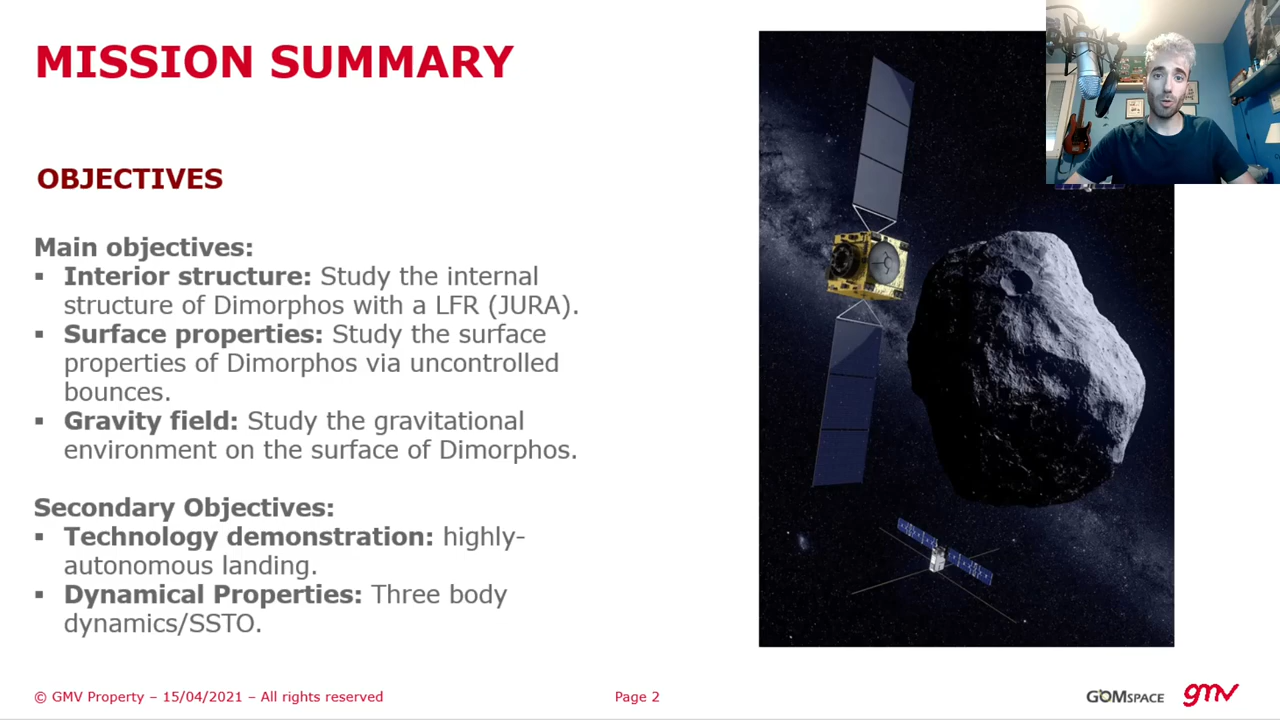 MISSION SUMMARY
OBJECTIVES
Main objectives:
▪ Interior structure: Study the internal
structure of Dimorphos with a LFR (JURA).
▪ Surface properties: Study the surface
properties of Dimorphos via uncontrolled
bounces.
▪ Gravity field: Study the gravitational
environment on the surface of Dimorphos.
Secondary Objectives:
▪ Technology demonstration: highly-
autonomous landing.
▪ Dynamical Properties: Three body
dynamics/SSTO.
© GMV Property – 15/04/2021 – All rights reserved
Page 2
GOMSPACE
gmv